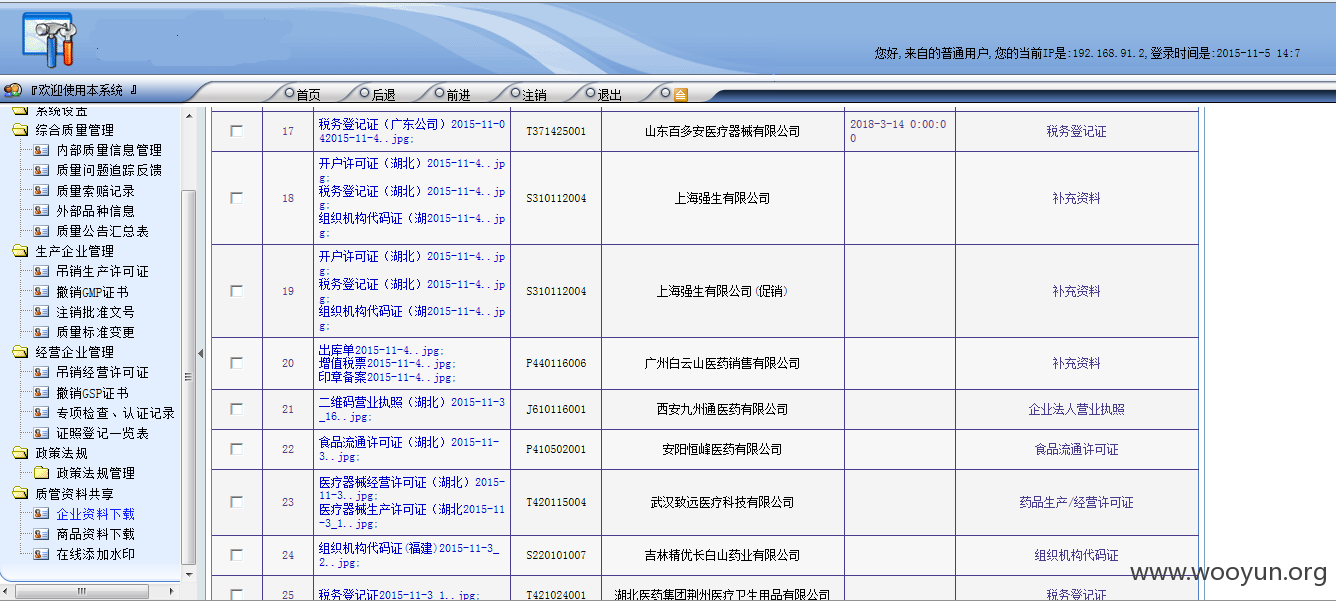 您好,来自的普通用户,您的当前IP是:192.168.91.2,登录时间是:2015-11-5 14:7
『欢迎使用本系统 』
首页
后退
前进
注销
退出
系统设置
综合质量管理
内部质量信息管理
质量问题追踪反馈
质量索赔记录
外部品种信息
质量公告汇总表
生产企业管理
吊销生产许可证
撤销GMP证书
注销批准文号
质量标准变更
经营企业管理
吊销经营许可证
撤销GSP证书
专项检查、认证记录
证照登记一览表
政策法规
政策法规管理
质管资料共享
企业资料下载
商品资料下载
在线添加水印
17
税务登记证（广东公司）2015-11-0
42015-11-4..jpg;
T371425001
山东百多安医疗器械有限公司
2018-3-14 0:00:0
0
税务登记证
18
开户许可证（湖北）2015-11-4..jp
g;
税务登记证（湖北）2015-11-4..jp
g;
组织机构代码证（湖2015-11-4..jp
g;
S310112004
上海强生有限公司
补充资料
19
开户许可证（湖北）2015-11-4..jp
g;
税务登记证（湖北）2015-11-4..jp
g;
组织机构代码证（湖2015-11-4..jp
g;
S310112004
上海强生有限公司(促销)
补充资料
20
出库单2015-11-4..jpg;
增值税票2015-11-4..jpg;
印章备案2015-11-4..jpg;
P440116006
广州白云山医药销售有限公司
补充资料
21
二维码营业执照（湖北）2015-11-3
_16..jpg;
J610116001
西安九州通医药有限公司
企业法人营业执照
22
食品流通许可证（湖北）2015-11-
3..jpg;
P410502001
安阳恒峰医药有限公司
食品流通许可证
23
医疗器械经营许可证（湖北）2015-
11-3..jpg;
医疗器械生产许可证（湖北2015-11
-3_1..jpg;
T420115004
武汉致远医疗科技有限公司
药品生产/经营许可证
24
组织机构代码证(福建)2015-11-3_
2..jpg;
S220101007
吉林精优长白山药业有限公司
组织机构代码证
25
税务登记证2015-11-3_1..jpg;
T421024001
湖北医药集团荆州医疗卫生用品有限公司
税务登记证
www.wooyun.org